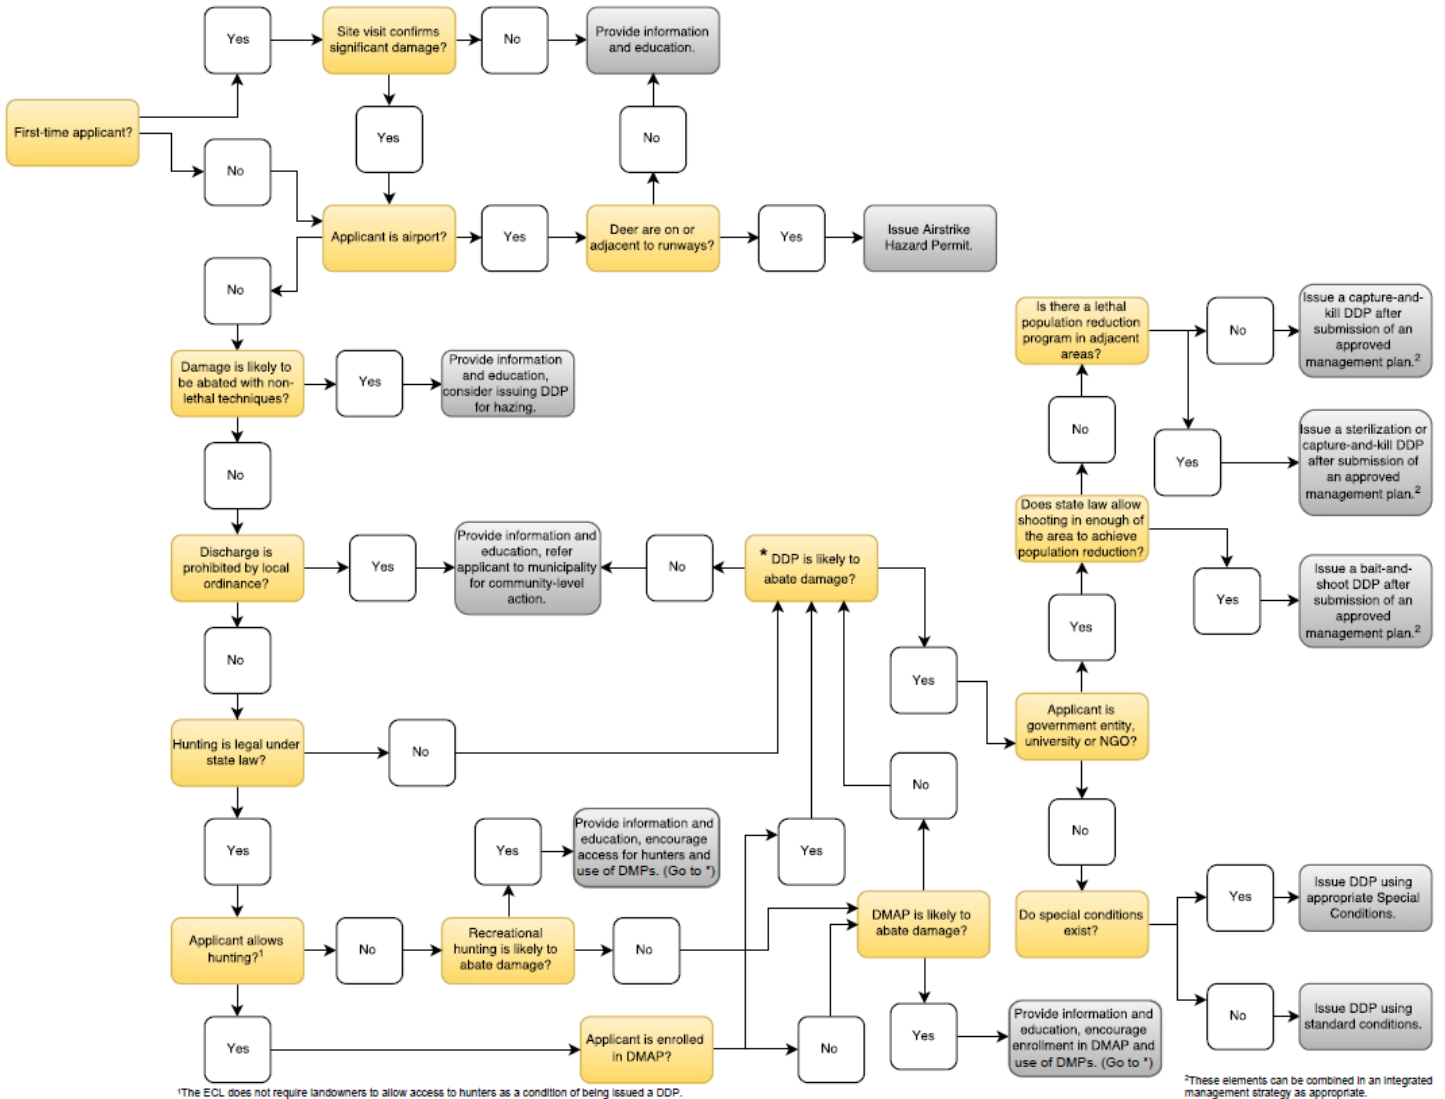 Yes
Site visit confirms
significant damage?
No
Provide information
and education.
First-time applicant?
Yes
No
No
Applicant is airport?
Yes
Deer are on or
adjacent to runways?
Yes
Issue Airstrike
Hazard Permit.
No
Damage is likely to
be abated with non-
lethal techniques?
Yes
Provide information
and education,
consider issuing DDP
for hazing.
No
Discharge is
prohibited by local
ordinance?
Yes
Provide information and
education, refer
applicant to municipality
for community-level
action.
No
* DDP is likely to
abate damage?
Yes
No
Hunting is legal under
state law?
No
Yes
Applicant allows
hunting?1
No
Recreational
hunting is likely to
abate damage?
Yes
Provide information and
education, encourage
access for hunters and
use of DMPs. (Go to *)
No
Yes
Applicant is enrolled
in DMAP?
Yes
No
DMAP is likely to
abate damage?
No
Yes
Provide information and
education, encourage
enrollment in DMAP and
use of DMPs. (Go to *)
Is there a lethal
population reduction
program in adjacent
areas?
No
Issue a capture-and-
kill DDP after
submission of an
approved
management plan.2
Yes
Issue a sterilization or
capture-and-kill DDP
after submission of
an approved
management plan.2
No
Does state law allow
shooting in enough of
the area to achieve
population reduction?
Yes
Issue a bait-and-
shoot DDP after
submission of an
approved
management plan.2
Yes
Applicant is
government entity,
university or NGO?
No
Do special conditions
exist?
Yes
Issue DDP using
appropriate Special
Conditions.
No
Issue DDP using
standard conditions.
1The ECL does not require landowners to allow access to hunters as a condition of being issued a DDP.
2These elements can be combined in an integrated
management strategy as appropriate.